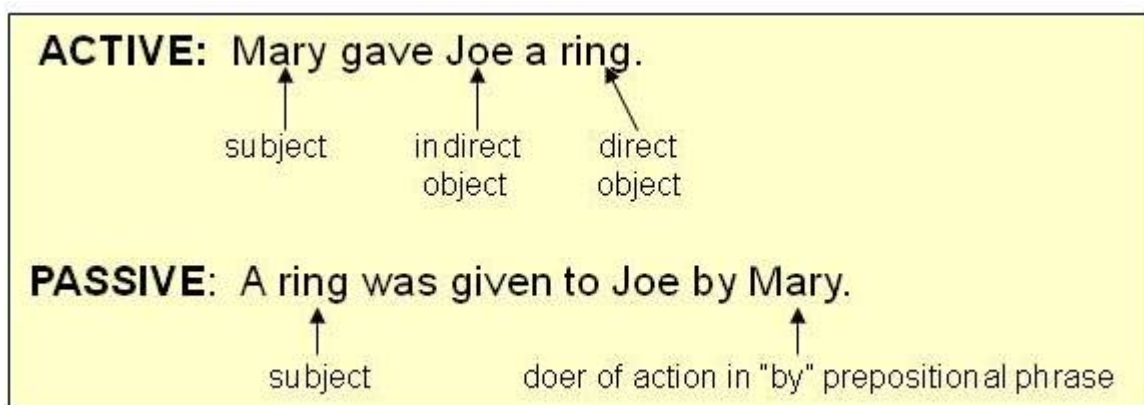 ACTIVE: Mary gave Joe a ring.
subject indirect direct
object object
PASSIVE: A ring was given to Joe by Mary.
subject doer of action in "by" prepositional phrase